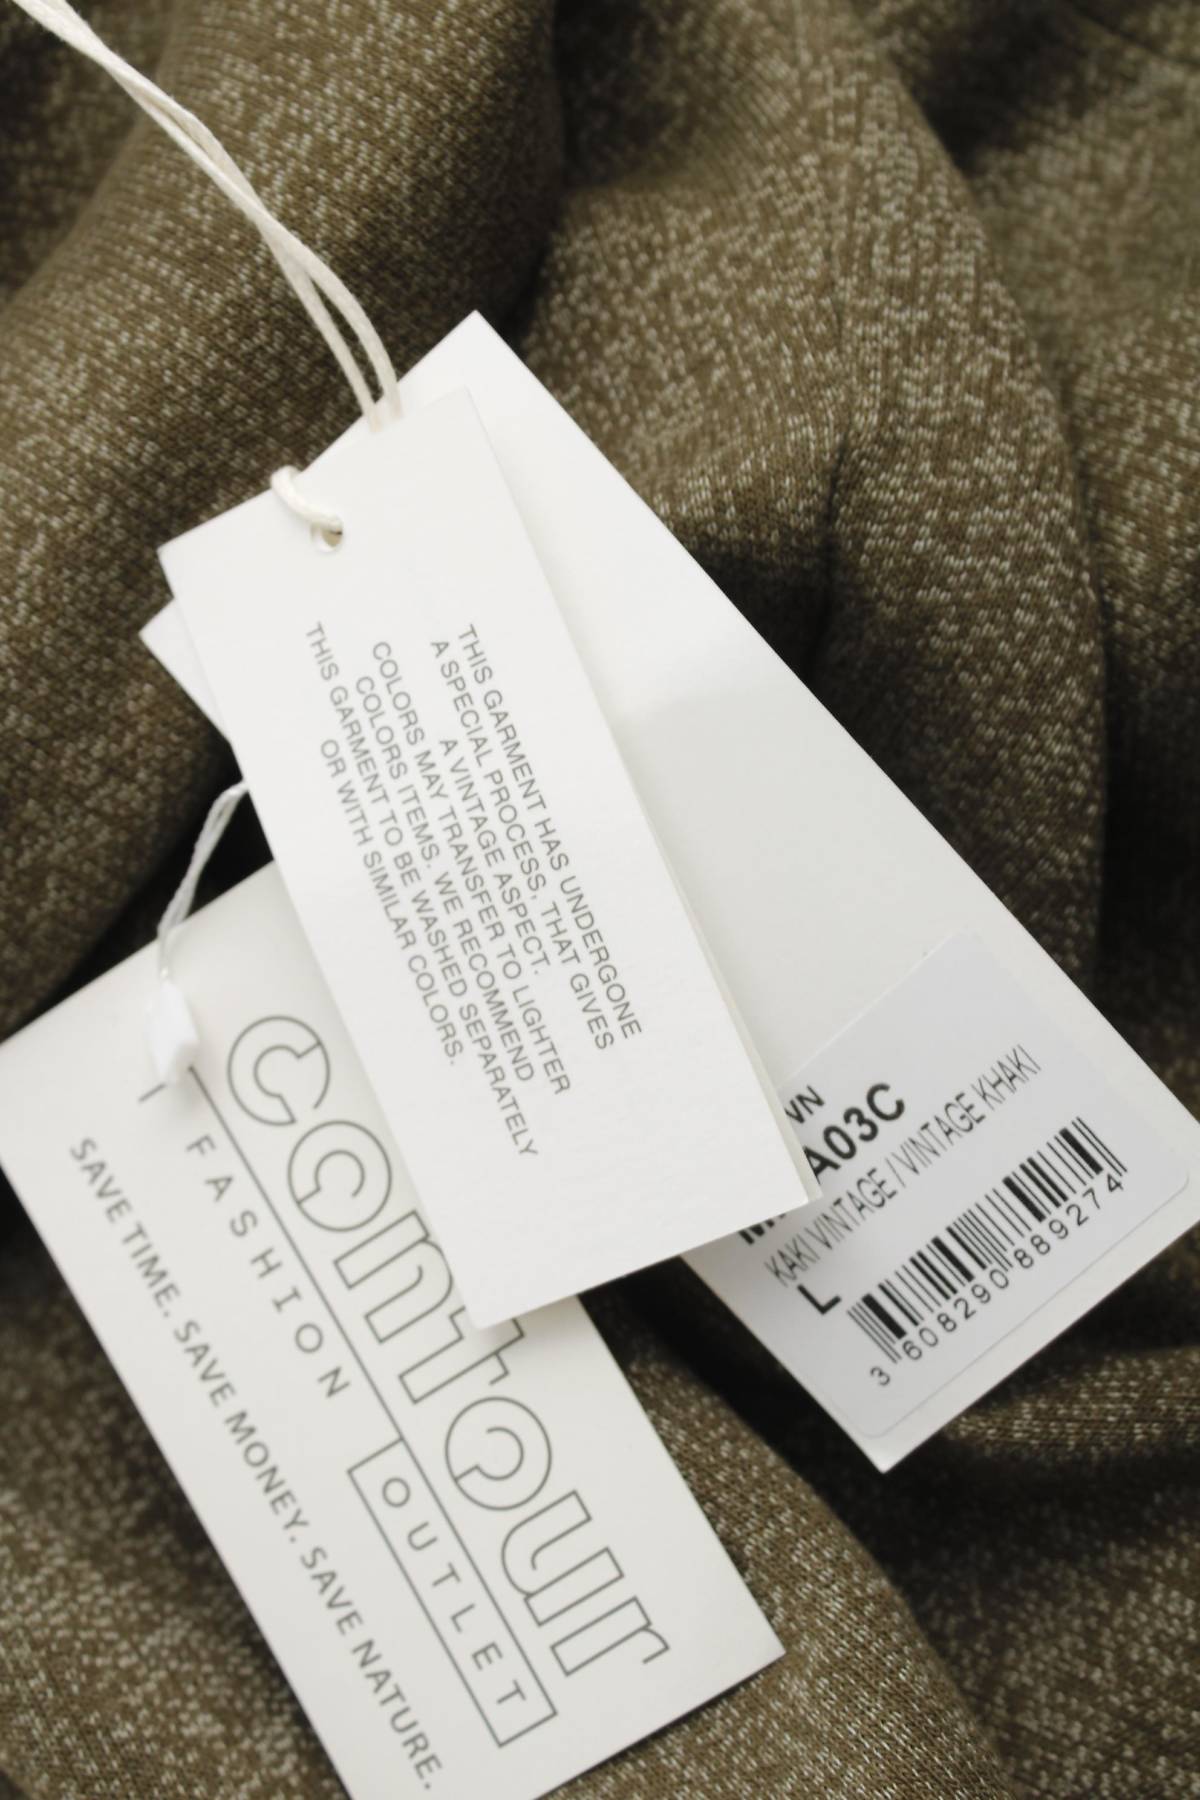 THIS GARMENT HAS UNDERGONE
A SPECIAL PROCESS, THAT GIVES
A VINTAGE ASPECT.
COLORS MAY TRANSFER TO LIGHTER
COLORS ITEMS. WE RECOMMEND
THIS GARMENT TO BE WASHED SEPARATELY
OR WITH SIMILAR COLORS.
VN
A03C
KAKI VINTAGE / VINTAGE KHAKI
L
3 608290 889274
contour
FASHION OUTLET
SAVE TIME. SAVE MONEY. SAVE NATURE.